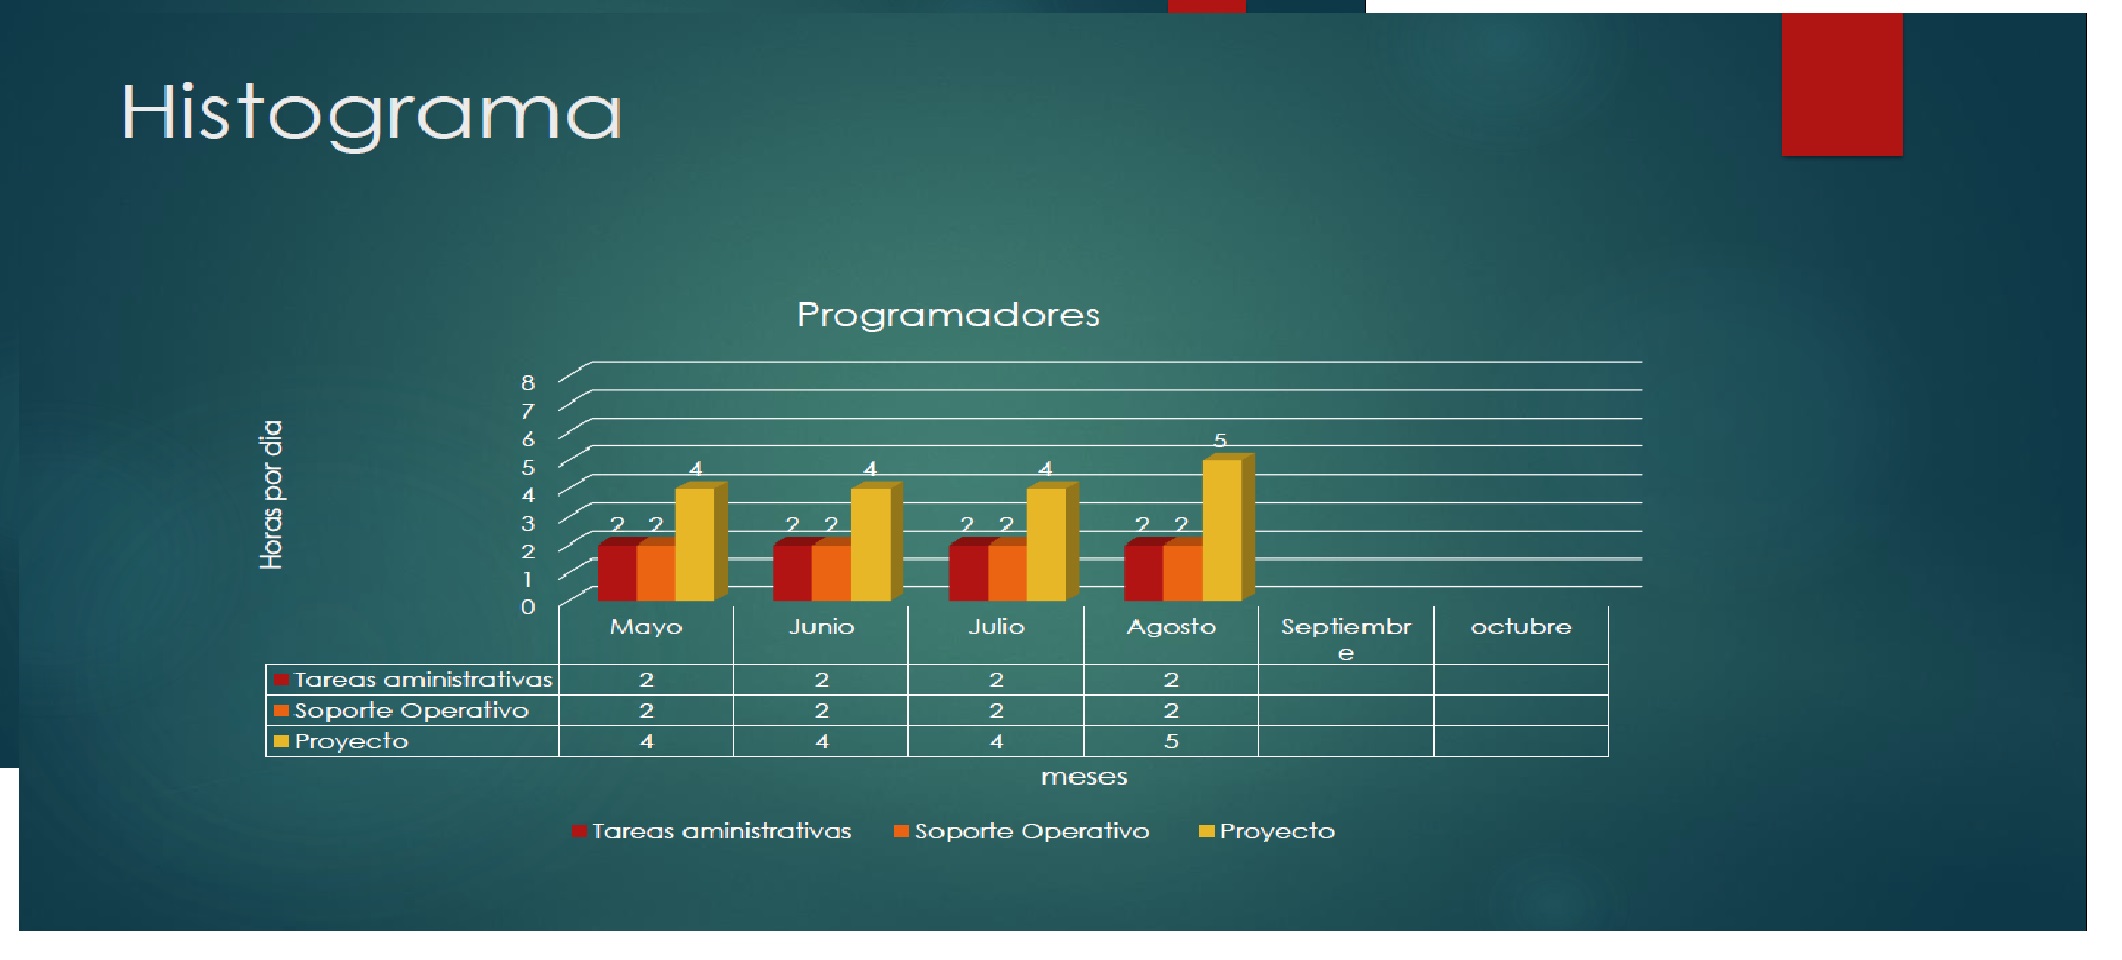 Histograma
Programadores
Horas por dia
8
7
6
5
4
3
2
1
0
2 2 4 2 2 4 2 2 4 2 2 5
Mayo Junio Julio Agosto Septiembr octubre
e
Tareas aministrativas 2 2 2 2
Soporte Operativo 2 2 2 2
Proyecto 4 4 4 5
meses
Tareas aministrativas Soporte Operativo Proyecto